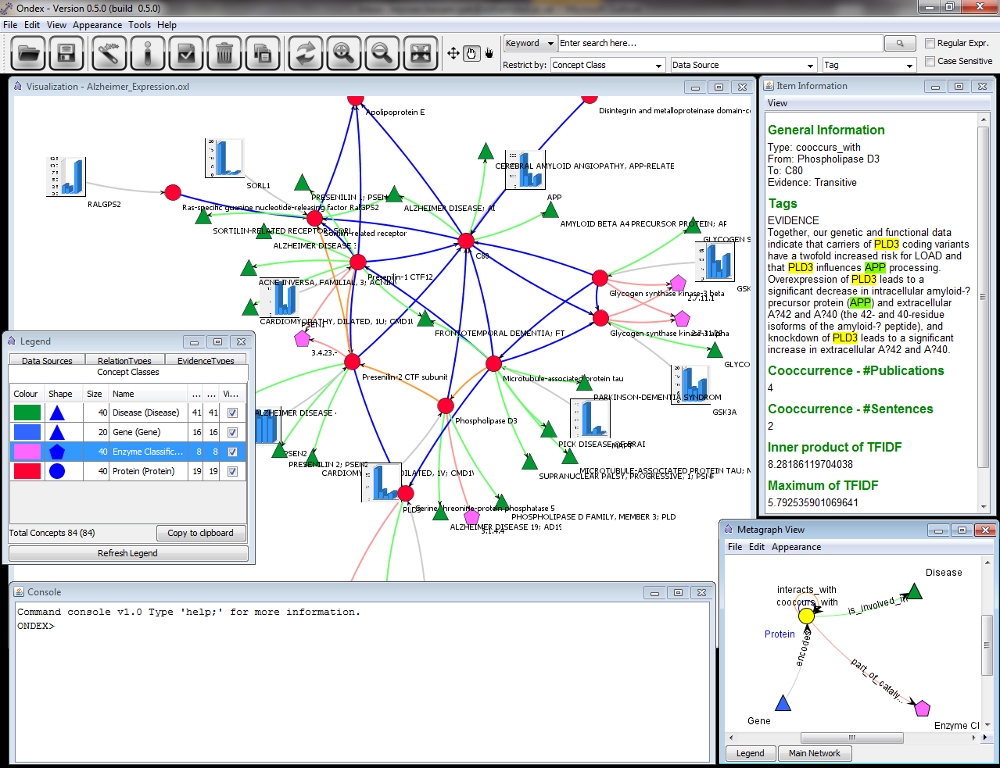 Ondex - Version 0.5.0 (build  0.5.0)
File Edit View Appearance Tools Help
Keyword
Enter search here...
Regular Expr.
Restrict by:
Concept Class
Data Source
Tag
Case Sensitive
Visualization - Alzheimer_Expression.oxl
Apolipoprotein E
Disintegrin and metalloproteinase domain-c
SORL1
RALGPS2
CEREBRAL AMYLOID ANGIOPATHY, APP-RELATE
APP
PRESENILIN 1; PSEN
Ras-specific guanine nucleotide-releasing factor RalGPS2
ALZHEIMER DISEASE; AI
AMYLOID BETA A4 PRECURSOR PROTEIN; AF
SORTILIN-RELATED RECEPTOR; SORL
Sortilin-related receptor
GLYCOGEN S
ALZHEIMER DISEASE 3
C80
Presenilin-1 CTF12
ACNE INVERSA, FAMILIAL, 3; ACNIN
GSK
Glycogen synthase kinase-3 beta
2.7.11.1
CARDIOMYOPATHY, DILATED, 1U; CMD1U
PSEN1
FRONTOTEMPORAL DEMENTIA; FT
Glycogen synthase kinase-3 alpha
3.4.23.-
GLYCO
Presenilin-2 CTF subunit
Microtubule-associated protein tau
PARKINSON-DEMENTIA SYNDROM
GSK3A
ALZHEIMER DISEASE
Phospholipase D3
PICK DISEASE OF BRAI
MAPT
PSEN2
PRESENILIN 2; PSEN2
CARDIOMYOPATHY, DILATED, 1V; CMD1V
MICROTUBULE-ASSOCIATED PROTEIN TAU; M
SUPRANUCLEAR PALSY, PROGRESSIVE, 1; PSNP
PLD3
Serine/threonine-protein phosphatase 5
PHOSPHOLIPASE D FAMILY, MEMBER 3; PLD
ALZHEIMER DISEASE 19; AD19
3.1.4.4
Legend
Data Sources
RelationTypes
EvidenceTypes
Concept Classes
Colour Shape Size Name ... ... Vi...
40 Disease (Disease) 41 41
20 Gene (Gene) 16 16
40 Enzyme Classific... 8 8
40 Protein (Protein) 19 19
Total Concepts 84 (84)
Copy to clipboard
Refresh Legend
Console
Command console v1.0 Type 'help;' for more information.
ONDEX>
Item Information
View
General Information
Type: cooccurs_with
From: Phospholipase D3
To: C80
Evidence: Transitive
Tags
EVIDENCE
Together, our genetic and functional data
indicate that carriers of PLD3 coding variants
have a twofold increased risk for LOAD and
that PLD3 influences APP processing.
Overexpression of PLD3 leads to a
significant decrease in intracellular amyloid-?
precursor protein (APP) and extracellular
A?42 and A?40 (the 42- and 40-residue
isoforms of the amyloid-? peptide), and
knockdown of PLD3 leads to a significant
increase in extracellular A?42 and A?40.
Cooccurrence - #Publications
4
Cooccurrence - #Sentences
2
Inner product of TFIDF
8.28186119704038
Maximum of TFIDF
5.792535901069641
Metagraph View
File Edit Appearance
Disease
interacts_with
cooccurs_with
is_involved_in
Protein
encodes
part_of_cataly...
Gene
Enzyme Cl
Legend
Main Network